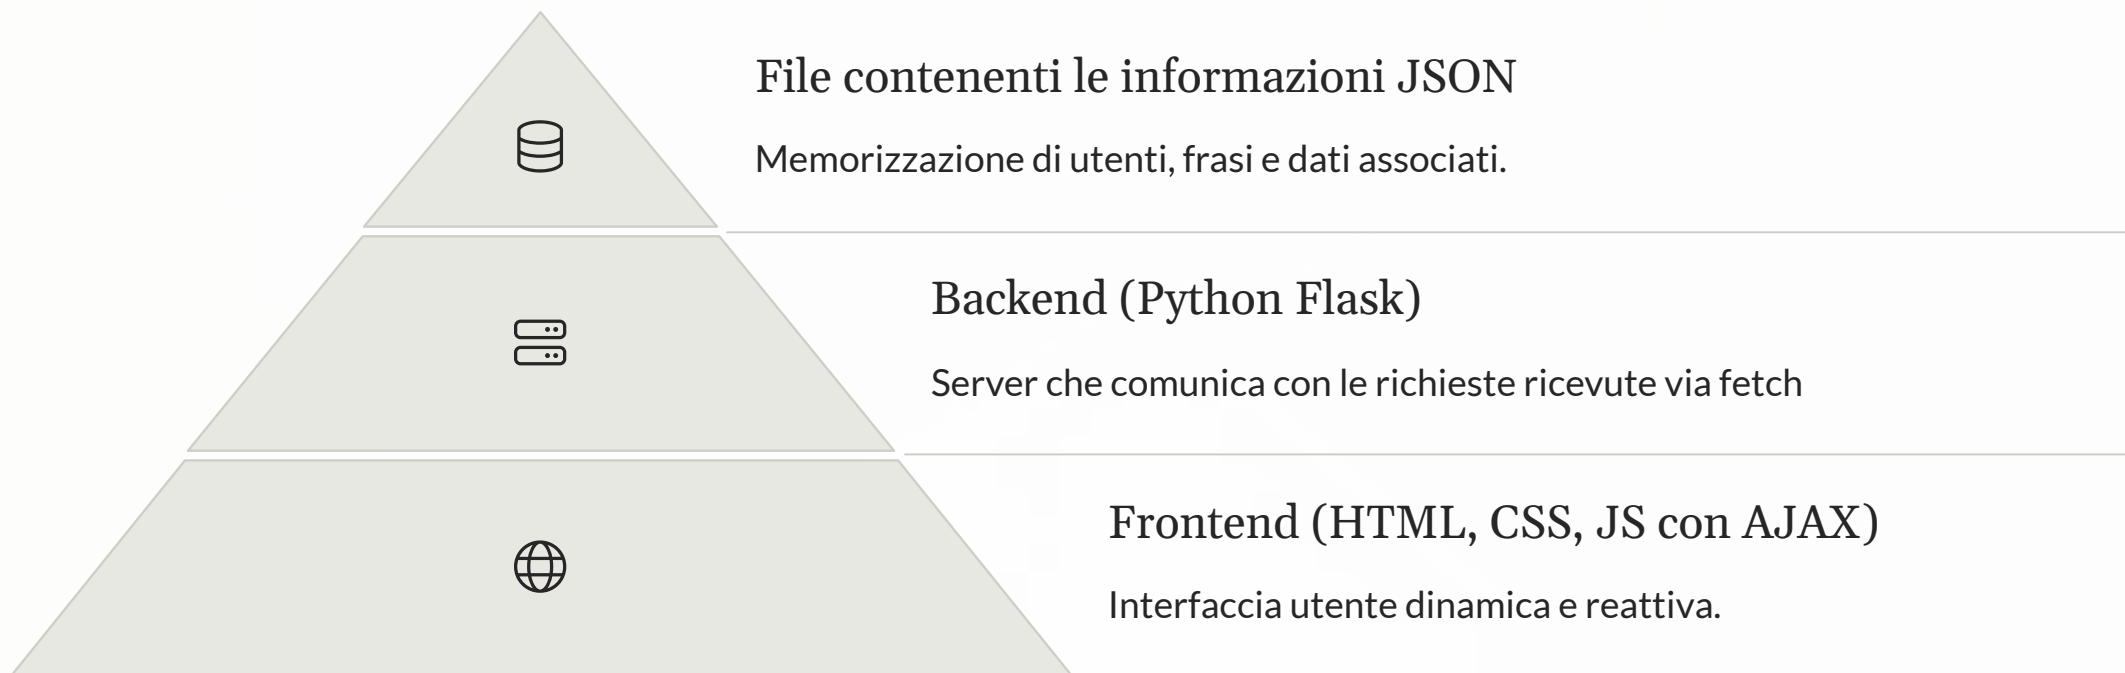 File contenenti le informazioni JSON
Memorizzazione di utenti, frasi e dati associati.
Backend (Python Flask)
Server che comunica con le richieste ricevute via fetch
Frontend (HTML, CSS, JS con AJAX)
Interfaccia utente dinamica e reattiva.